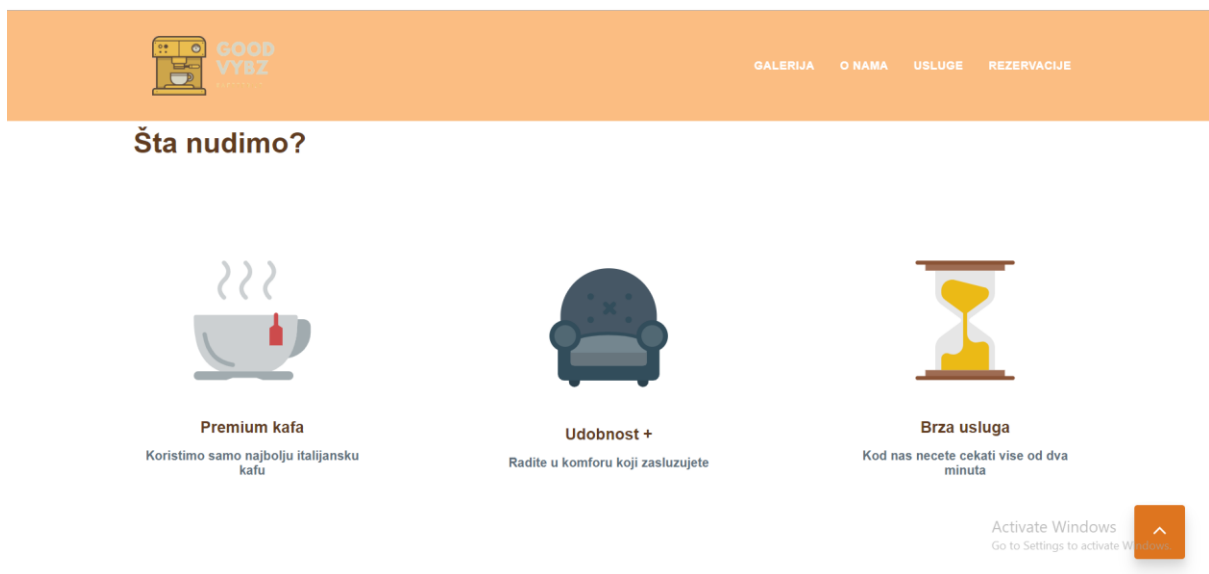 GOOD
VYBZ
GALERIJA O NAMA USLUGE REZERVACIJE
Šta nudimo?
Premium kafa
Koristimo samo najbolju italijansku
kafu
Udobnost +
Radite u komforu koji zasluzujete
Brza usluga
Kod nas necete cekati vise od dva
minuta
Activate Windows
Go to Settings to activate Windows.